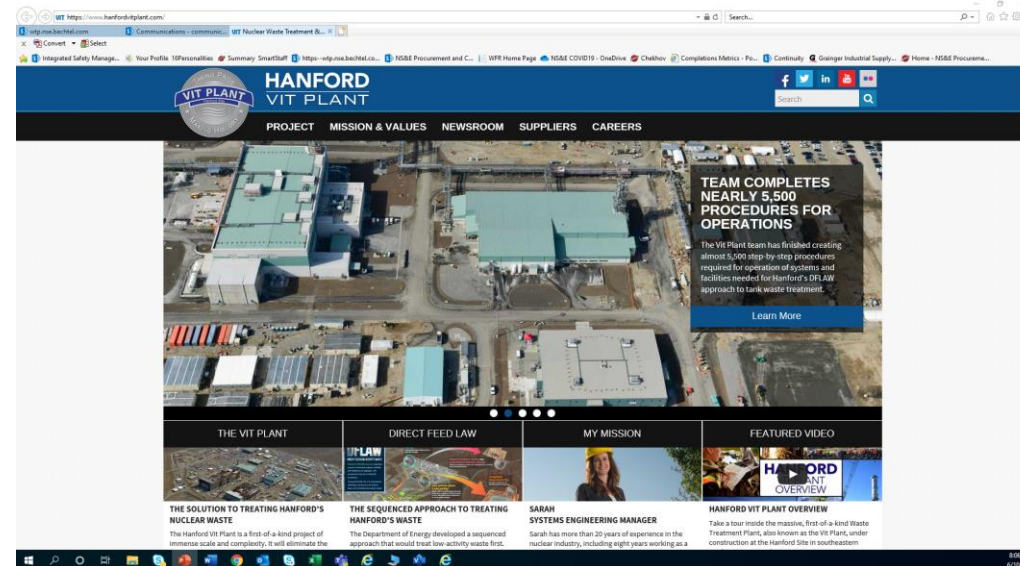 https://www.hanfordvitplant.com/
Search...
wtp.nse.bechtel.com
Communications - communic...
Nuclear Waste Treatment &...
Convert
Select
Integrated Safety Manage...
Your Profile 16Personalities
Summary SmartStaff
https--wtp.nse.bechtel.co...
NS&E Procurement and C...
WFR Home Page
NS&E COVID19 - OneDrive
Chekhov
Completions Metrics - Po...
Continuity
Grainger Industrial Supply...
Home - NS&E Procureme...
VIT PLANT
HANFORD
VIT PLANT
Search
PROJECT MISSION & VALUES NEWSROOM SUPPLIERS CAREERS
TEAM COMPLETES
NEARLY 5,500
PROCEDURES FOR
OPERATIONS
The Vit Plant team has finished creating
almost 5,500 step-by-step procedures
required for operation of systems and
facilities needed for Hanford's DFLAW
approach to tank waste treatment.
Learn More
THE VIT PLANT
DIRECT FEED LAW
MY MISSION
FEATURED VIDEO
DFLAW
HANFORD
OVERVIEW
THE SOLUTION TO TREATING HANFORD'S
NUCLEAR WASTE
The Hanford Vit Plant is a first-of-a-kind project of
immense scale and complexity. It will eliminate the
THE SEQUENCED APPROACH TO TREATING
HANFORD'S WASTE
The Department of Energy developed a sequenced
approach that would treat low-activity waste first.
SARAH
SYSTEMS ENGINEERING MANAGER
Sarah has more than 20 years of experience in the
nuclear industry, including eight years working as a
HANFORD VIT PLANT OVERVIEW
Take a tour inside the massive, first-of-a-kind Waste
Treatment Plant, also known as the Vit Plant, under
construction at the Hanford Site in southeastern